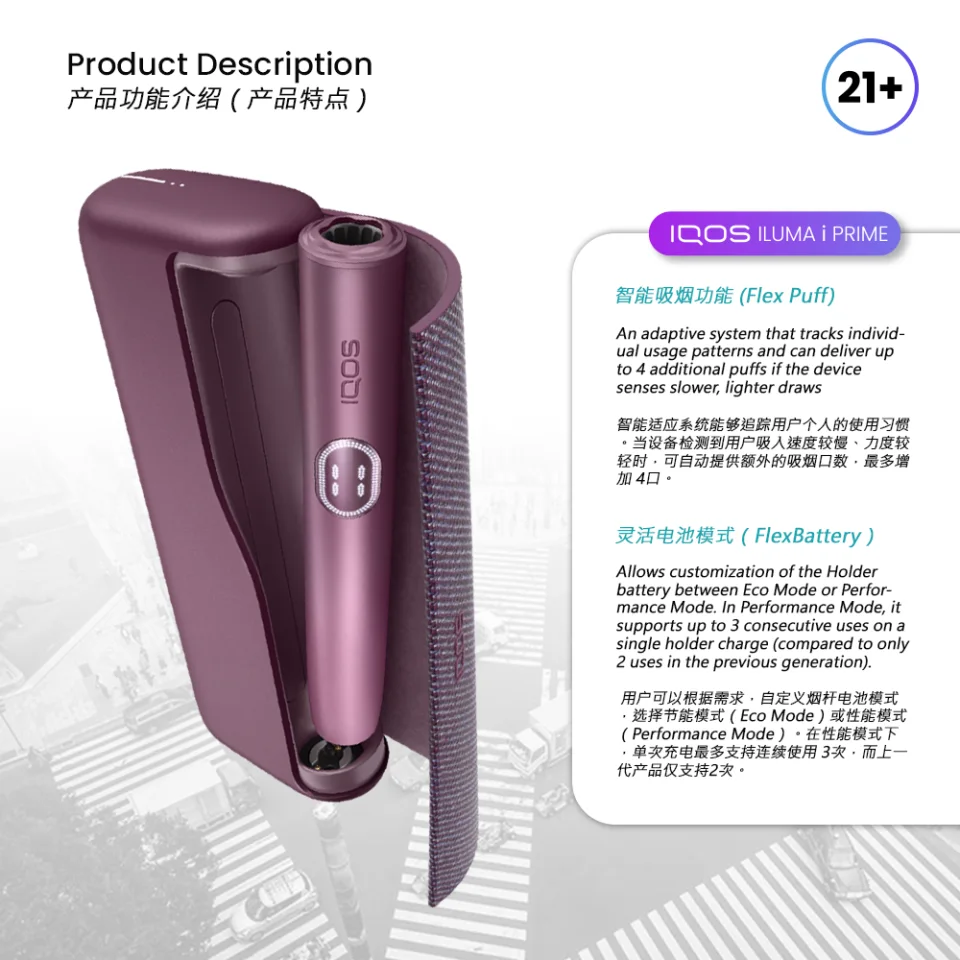 Product Description
产品功能介绍 ( 产品特点 )
21+
IQOS ILUMA i PRIME
智能吸烟功能 (Flex Puff)
An adaptive system that tracks individ-
ual usage patterns and can deliver up
to 4 additional puffs if the device
senses slower, lighter draws
智能适应系统能够追踪用户个人的使用习惯
。当设备检测到用户吸入速度较慢、力度较
轻时，可自动提供额外的吸烟口数，最多增
加 4口。
灵活电池模式 ( FlexBattery )
Allows customization of the Holder
battery between Eco Mode or Perfor-
mance Mode. In Performance Mode, it
supports up to 3 consecutive uses on a
single holder charge (compared to only
2 uses in the previous generation).
用户可以根据需求，自定义烟杆电池模式
，选择节能模式 ( Eco Mode ) 或性能模式
( Performance Mode ) 。在性能模式下
，单次充电最多支持连续使用 3次，而上一
代产品仅支持2次。
IQOS
IQOS